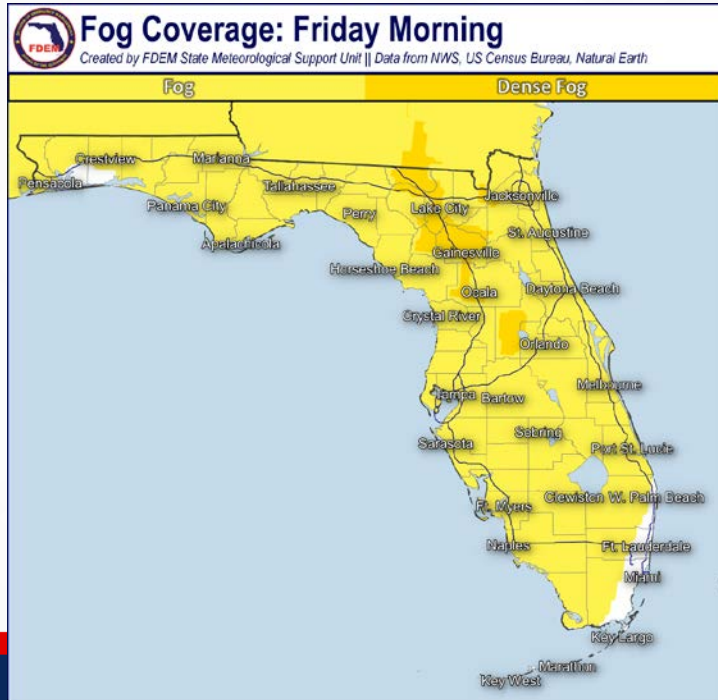 Fog Coverage: Friday Morning
Created by FDEM State Meteorological Support Unit || Data from NWS, US Census Bureau, Natural Earth
FDEM
Fog Dense Fog
Crestview Marianna
Pensacola Tallahassee Jacksonville
Panama City Perry Lake City
Apalachicola St. Augustine
Gainesville
Horseshoe Beach
Ocala Daytona Beach
Crystal River
Orlando
Melbourne
Tampa Bartow
Sebring
Sarasota Port St. Lucie
Clewiston W. Palm Beach
Ft. Myers
Naples Ft. Lauderdale
Miami
Key Largo
Marathon
Key West